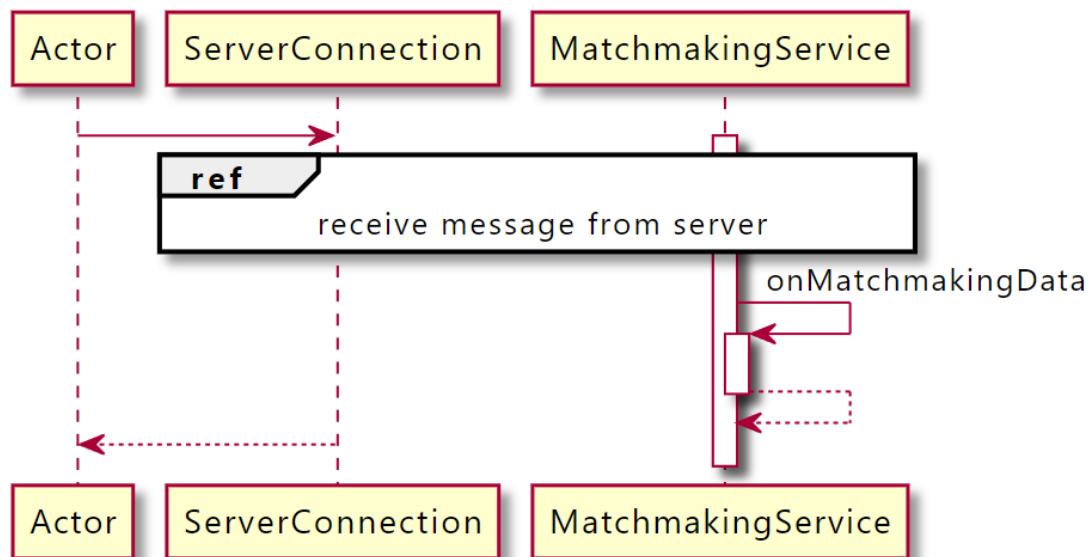 Actor ServerConnection MatchmakingService
ref
receive message from server
onMatchmakingData
Actor ServerConnection MatchmakingService